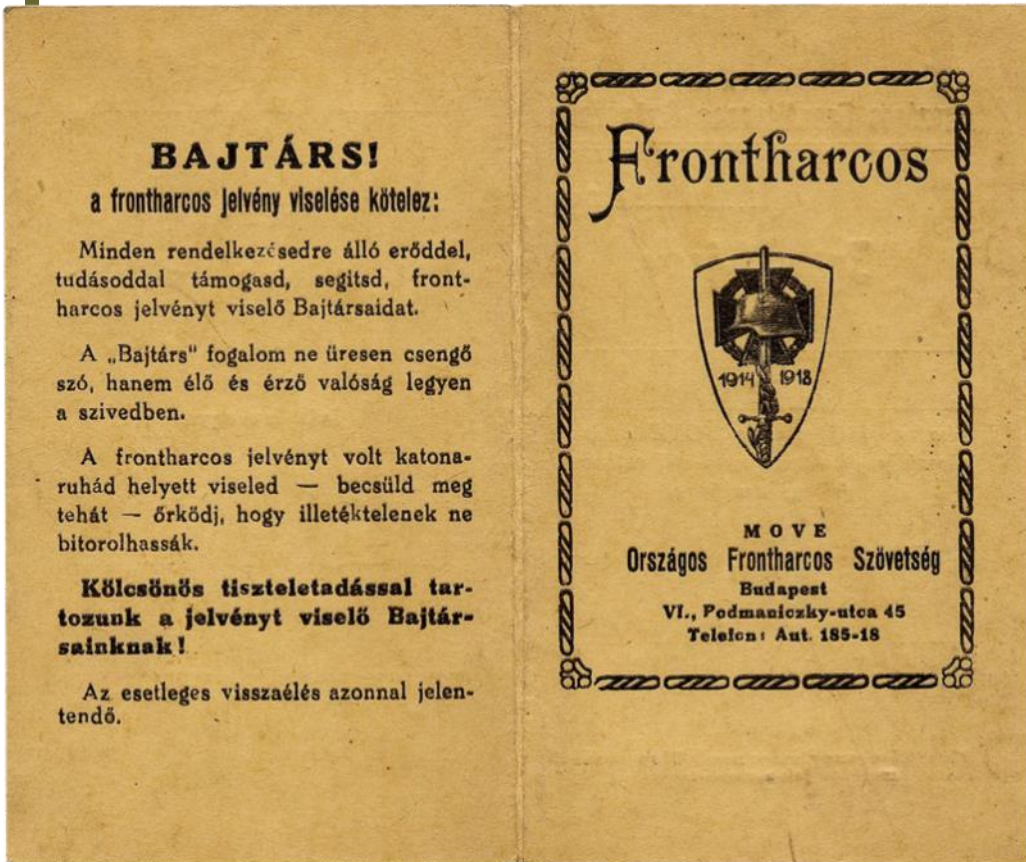 BAJTÁRS!
a frontharcos jelvény viselése kötelez:
Minden rendelkezésedre álló erőddel,
tudásoddal támogasd, segitsd, front-
harcos jelvényt viselő Bajtársaidat.
A „Bajtárs“ fogalom ne üresen csengő
szó, hanem élő és érző valóság legyen
a szivedben.
A frontharcos jelvényt volt katona-
ruhád helyett viseled — becsüld meg
tehát — őrködj, hogy illetéktelenek ne
bitorolhassák.
Kölcsönös tiszteletadással tar-
tozunk a jelvényt viselő Bajtár-
sainknak!
Az esetleges visszaélés azonnal jelen-
tendő.
Frontharcos
1914 1918
MOVE
Országos Frontharcos Szövetség
Budapest
VI., Podmaniczky-utca 45
Telefon: Aut. 185-18